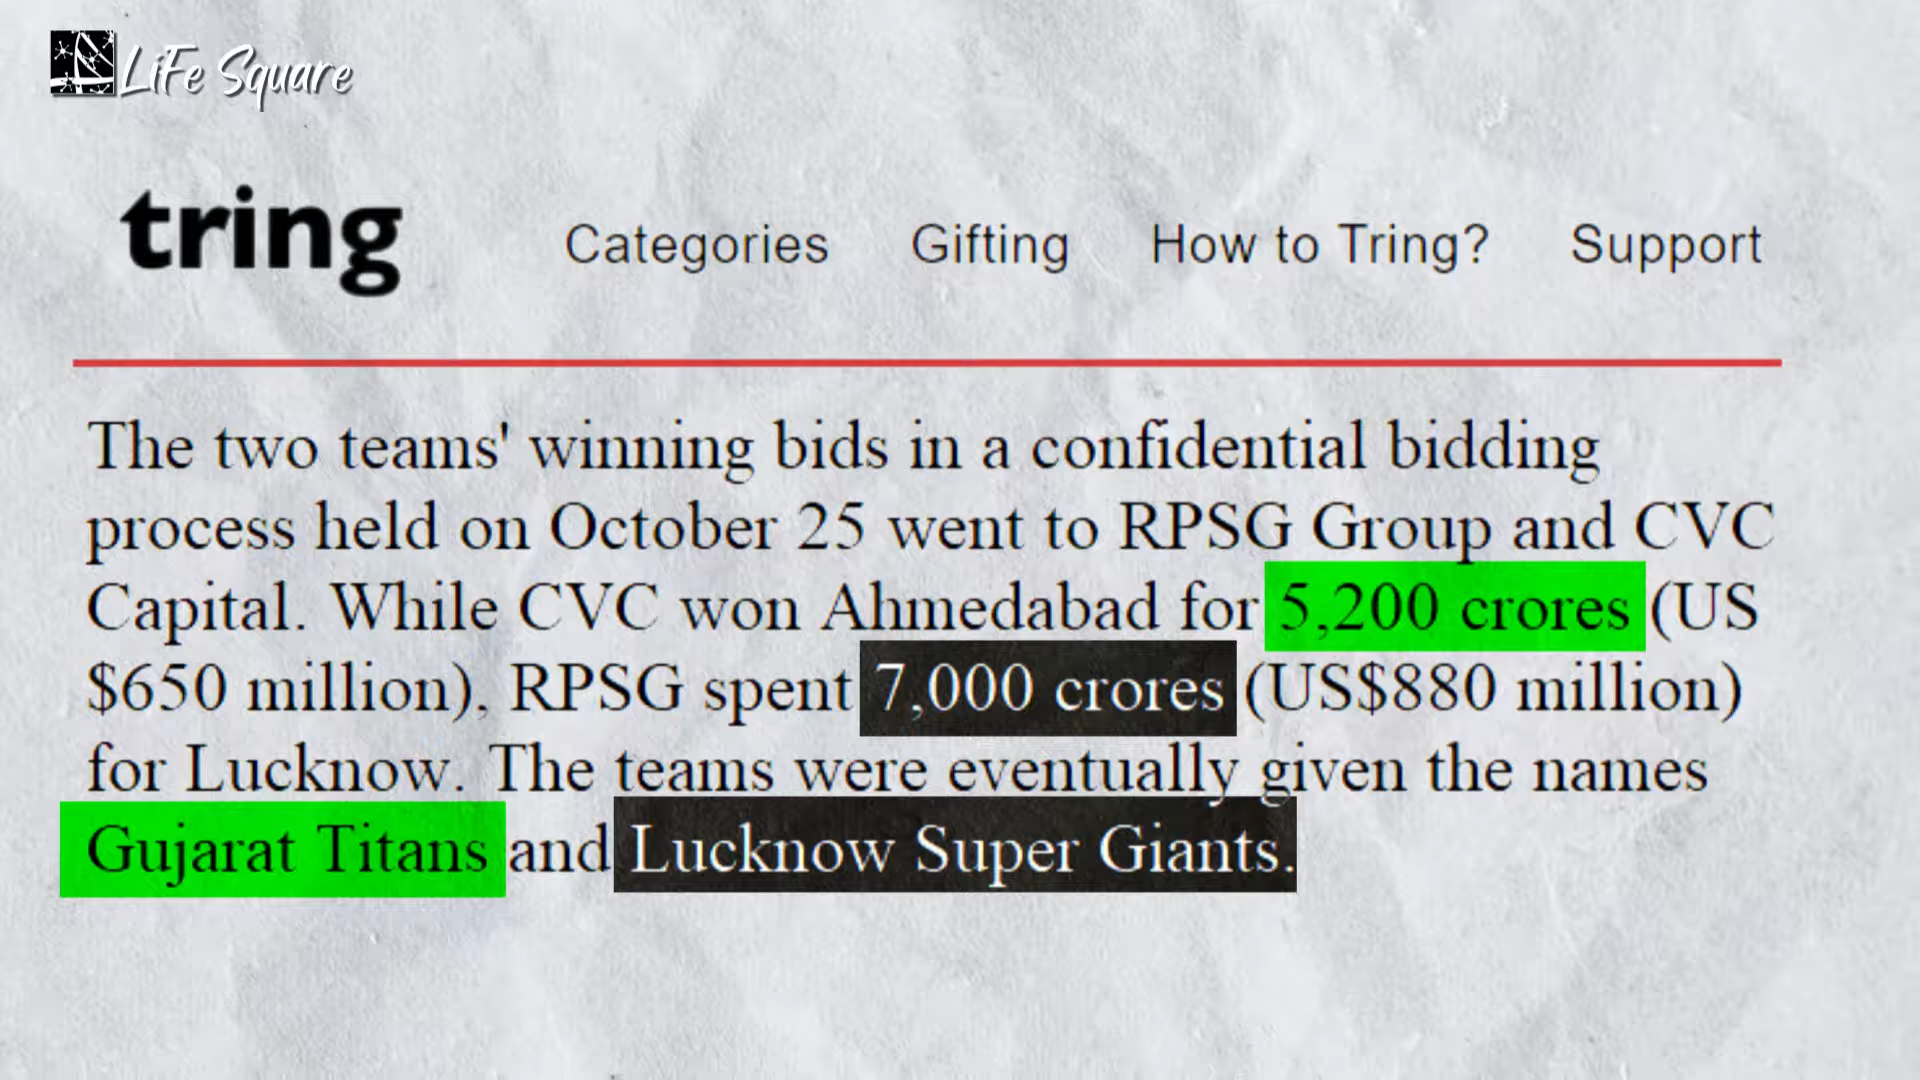 LiFe Square
tring
Categories Gifting How to Tring? Support
The two teams' winning bids in a confidential bidding
process held on October 25 went to RPSG Group and CVC
Capital. While CVC won Ahmedabad for 5,200 crores (US
$650 million), RPSG spent 7,000 crores (US$880 million)
for Lucknow. The teams were eventually given the names
Gujarat Titans and Lucknow Super Giants.